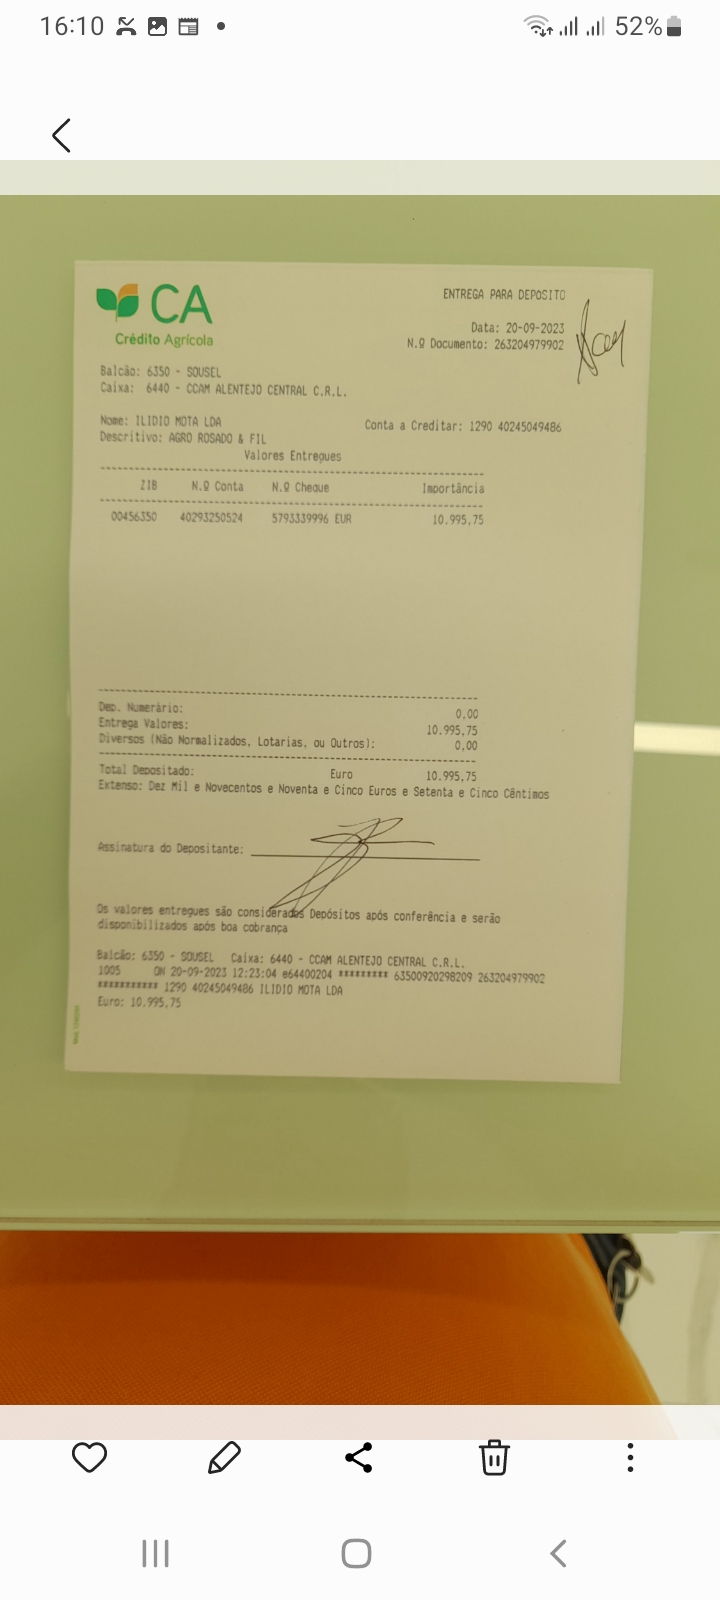 16:10
52%
CA
Crédito Agrícola
ENTREGA PARA DEPOSITO
Data: 20-09-2023
N.º Documento: 263204979902
Balcão: 6350 - SOUSEL
Caixa: 6440 - CCAM ALENTEJO CENTRAL C.R.L.
Nome: ILIDIO MOTA LDA
Conta a Creditar: 1290 40245049486
Descritivo: AGRO ROSADO & FIL
Valores Entregues
ZIB N.º Conta N.º Cheque Importância
00456350 40293250524 5793339996 EUR 10.995,75
Dep. Numerário: 0,00
Entrega Valores: 10.995,75
Diversos (Não Normalizados, Lotarias, ou Outros): 0,00
Total Depositado: Euro 10.995,75
Extenso: Dez Mil e Novecentos e Noventa e Cinco Euros e Setenta e Cinco Cêntimos
Assinatura do Depositante:
Os valores entregues são considerados Depósitos após conferência e serão
disponibilizados após boa cobrança
Balcão: 6350 - SOUSEL Caixa: 6440 - CCAM ALENTEJO CENTRAL C.R.L.
1005 ON 20-09-2023 12:23:04 e64400204 ********* 63500920298209 263204979902
*********** 1290 40245049486 ILIDIO MOTA LDA
Euro: 10.995,75